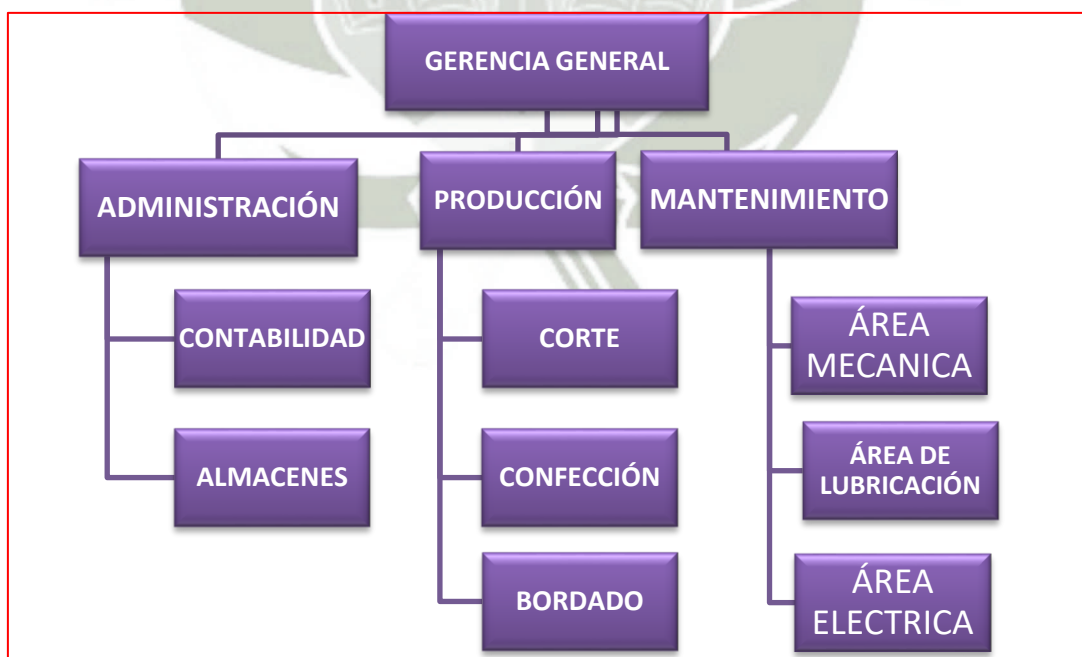 GERENCIA GENERAL
ADMINISTRACIÓN
PRODUCCIÓN
MANTENIMIENTO
CONTABILIDAD
CORTE
ÁREA
MECANICA
ALMACENES
CONFECCIÓN
ÁREA DE
LUBRICACIÓN
BORDADO
ÁREA
ELECTRICA